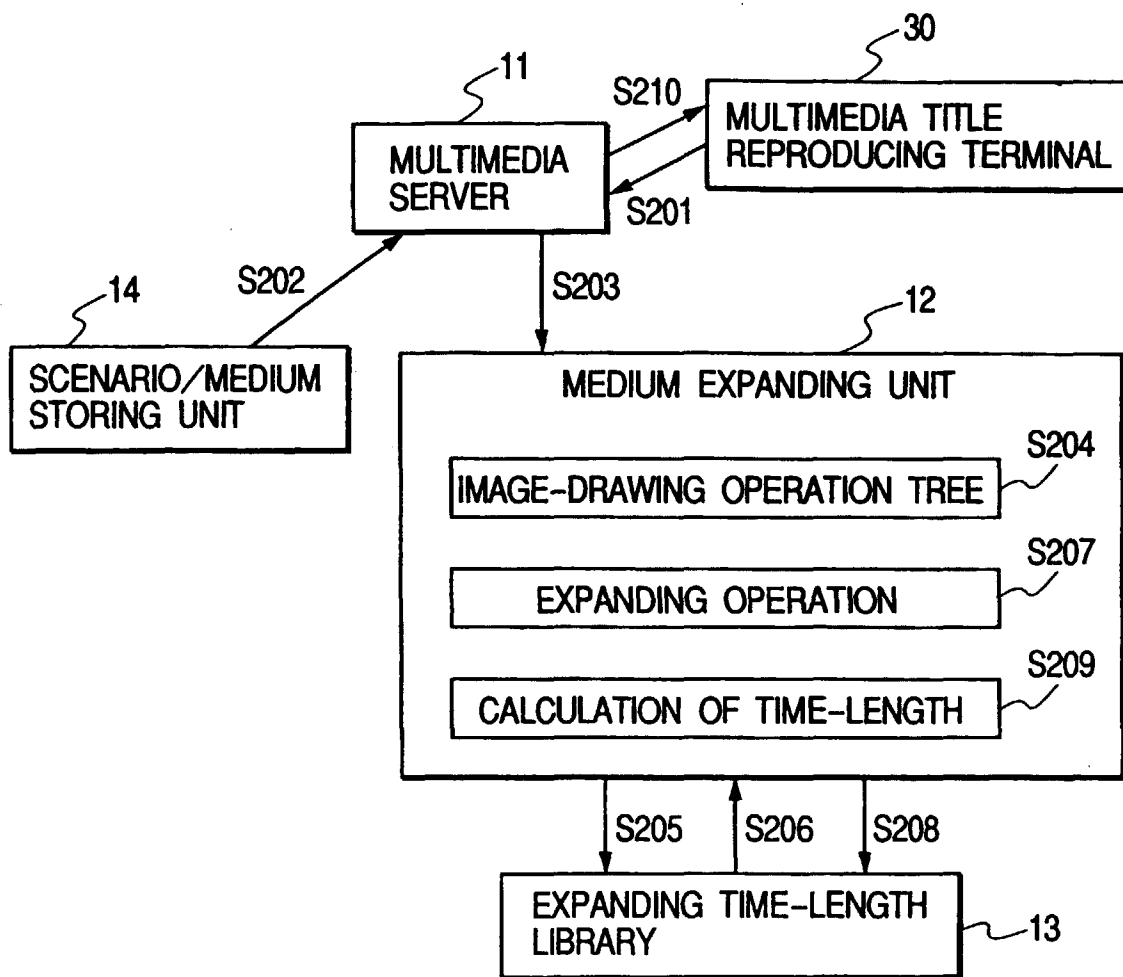 30
11
S210
MULTIMEDIA TITLE
REPRODUCING TERMINAL
MULTIMEDIA
SERVER
S201
S202
S203
14
12
SCENARIO/MEDIUM
STORING UNIT
MEDIUM EXPANDING UNIT
S204
IMAGE-DRAWING OPERATION TREE
S207
EXPANDING OPERATION
S209
CALCULATION OF TIME-LENGTH
S205
S206
S208
EXPANDING TIME-LENGTH
LIBRARY
13